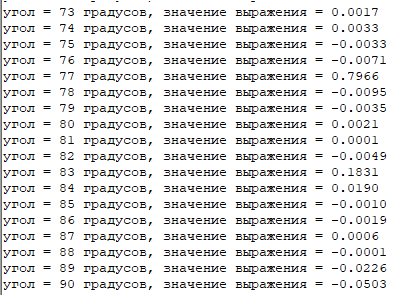 угол = 73 градусов, значение выражения = 0.0017
угол = 74 градусов, значение выражения = 0.0033
угол = 75 градусов, значение выражения = -0.0033
угол = 76 градусов, значение выражения = -0.0071
угол = 77 градусов, значение выражения = 0.7966
угол = 78 градусов, значение выражения = -0.0095
угол = 79 градусов, значение выражения = -0.0035
угол = 80 градусов, значение выражения = 0.0021
угол = 81 градусов, значение выражения = 0.0001
угол = 82 градусов, значение выражения = -0.0049
угол = 83 градусов, значение выражения = 0.1831
угол = 84 градусов, значение выражения = 0.0190
угол = 85 градусов, значение выражения = -0.0010
угол = 86 градусов, значение выражения = -0.0019
угол = 87 градусов, значение выражения = 0.0006
угол = 88 градусов, значение выражения = -0.0001
угол = 89 градусов, значение выражения = -0.0226
угол = 90 градусов, значение выражения = -0.0503